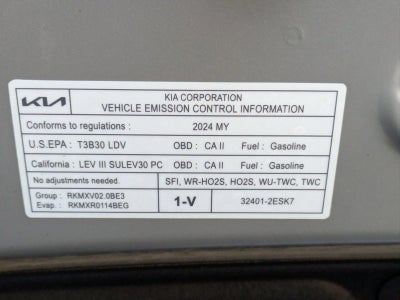 KIA
KIA CORPORATION
VEHICLE EMISSION CONTROL INFORMATION
Conforms to regulations : 2024 MY
U.S.EPA : T3B30 LDV OBD : CA II Fuel : Gasoline
California : LEV III SULEV30 PC OBD : CA II Fuel : Gasoline
No adjustments needed. SFI, WR-HO2S, HO2S, WU-TWC, TWC
Group : RKMXV02.0BE3
Evap. : RKMXR0114BEG
1-V
32401-2ESK7